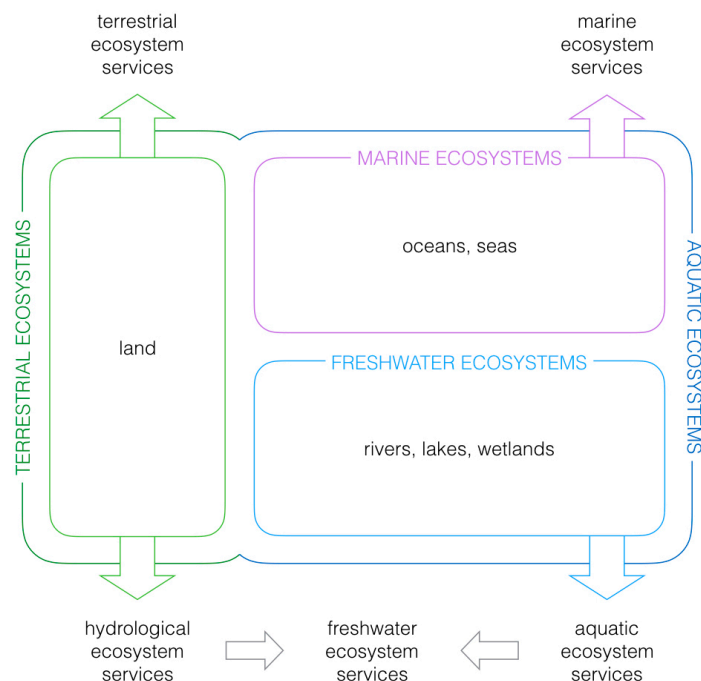 terrestrial
ecosystem
services
marine
ecosystem
services
MARINE ECOSYSTEMS
oceans, seas
TERRESTRIAL ECOSYSTEMS
land
AQUATIC ECOSYSTEMS
FRESHWATER ECOSYSTEMS
rivers, lakes, wetlands
hydrological
ecosystem
services
freshwater
ecosystem
services
aquatic
ecosystem
services